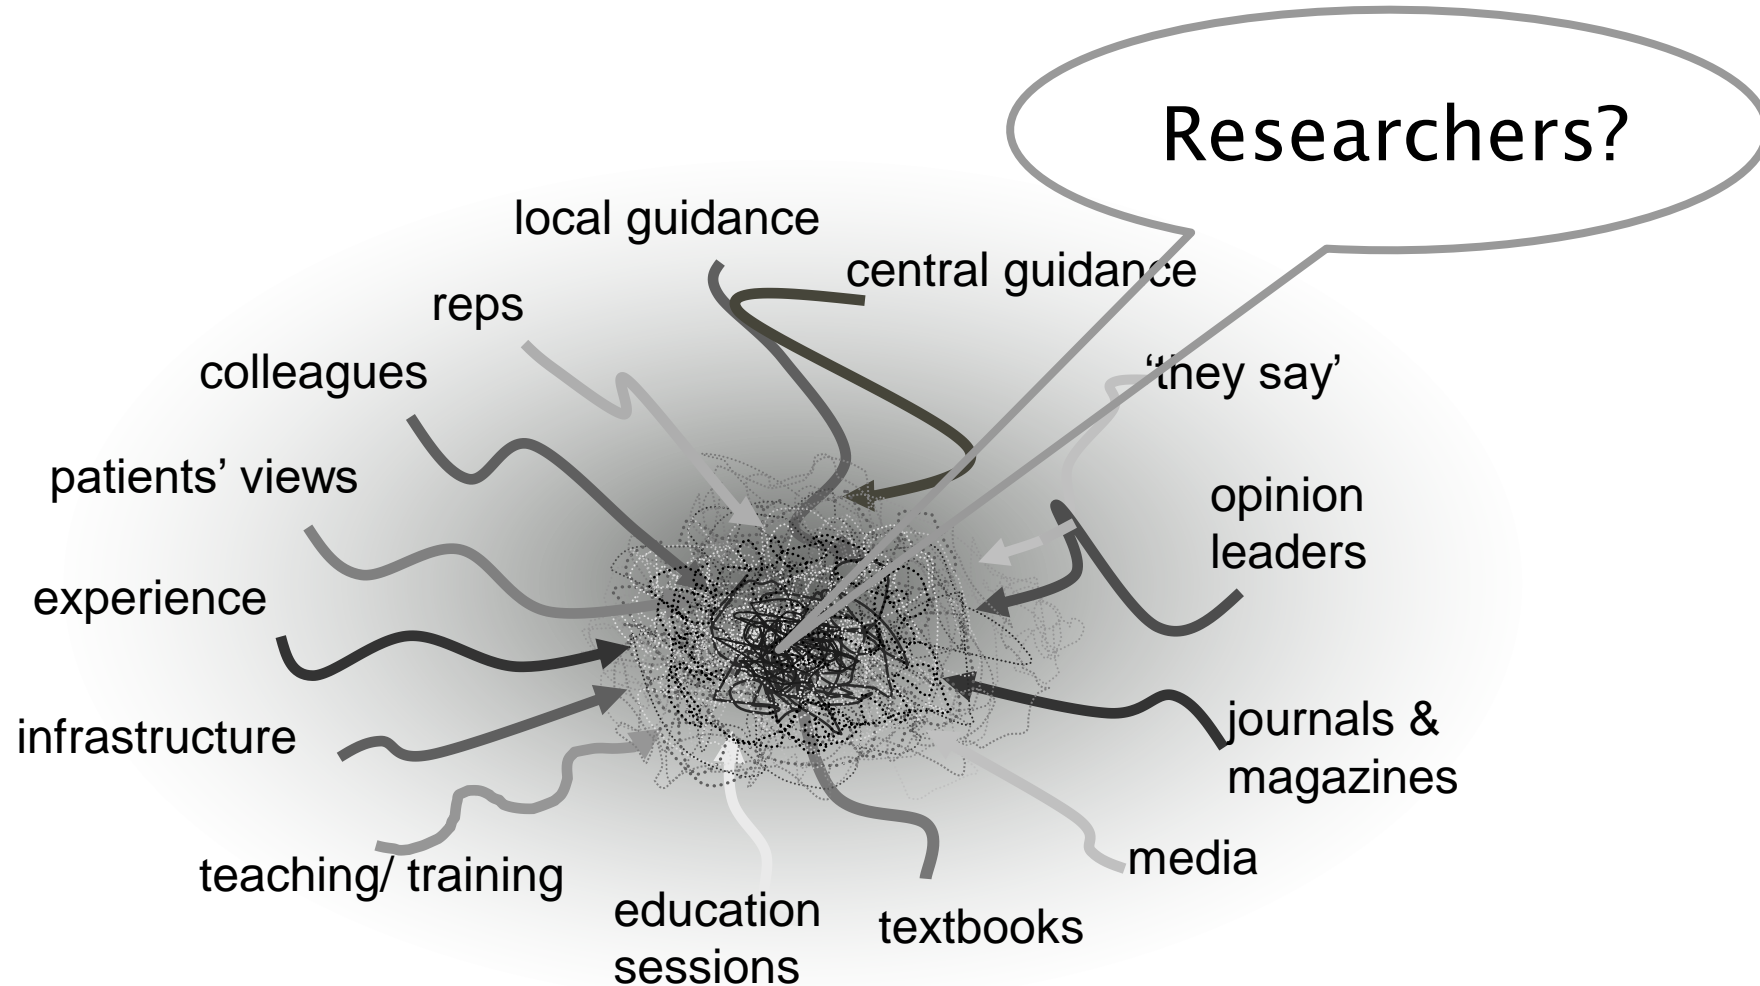 Researchers?
local guidance
central guidance
reps
colleagues
‘they say’
patients’ views
opinion
leaders
experience
infrastructure
journals &
magazines
teaching/ training
media
education
sessions
textbooks